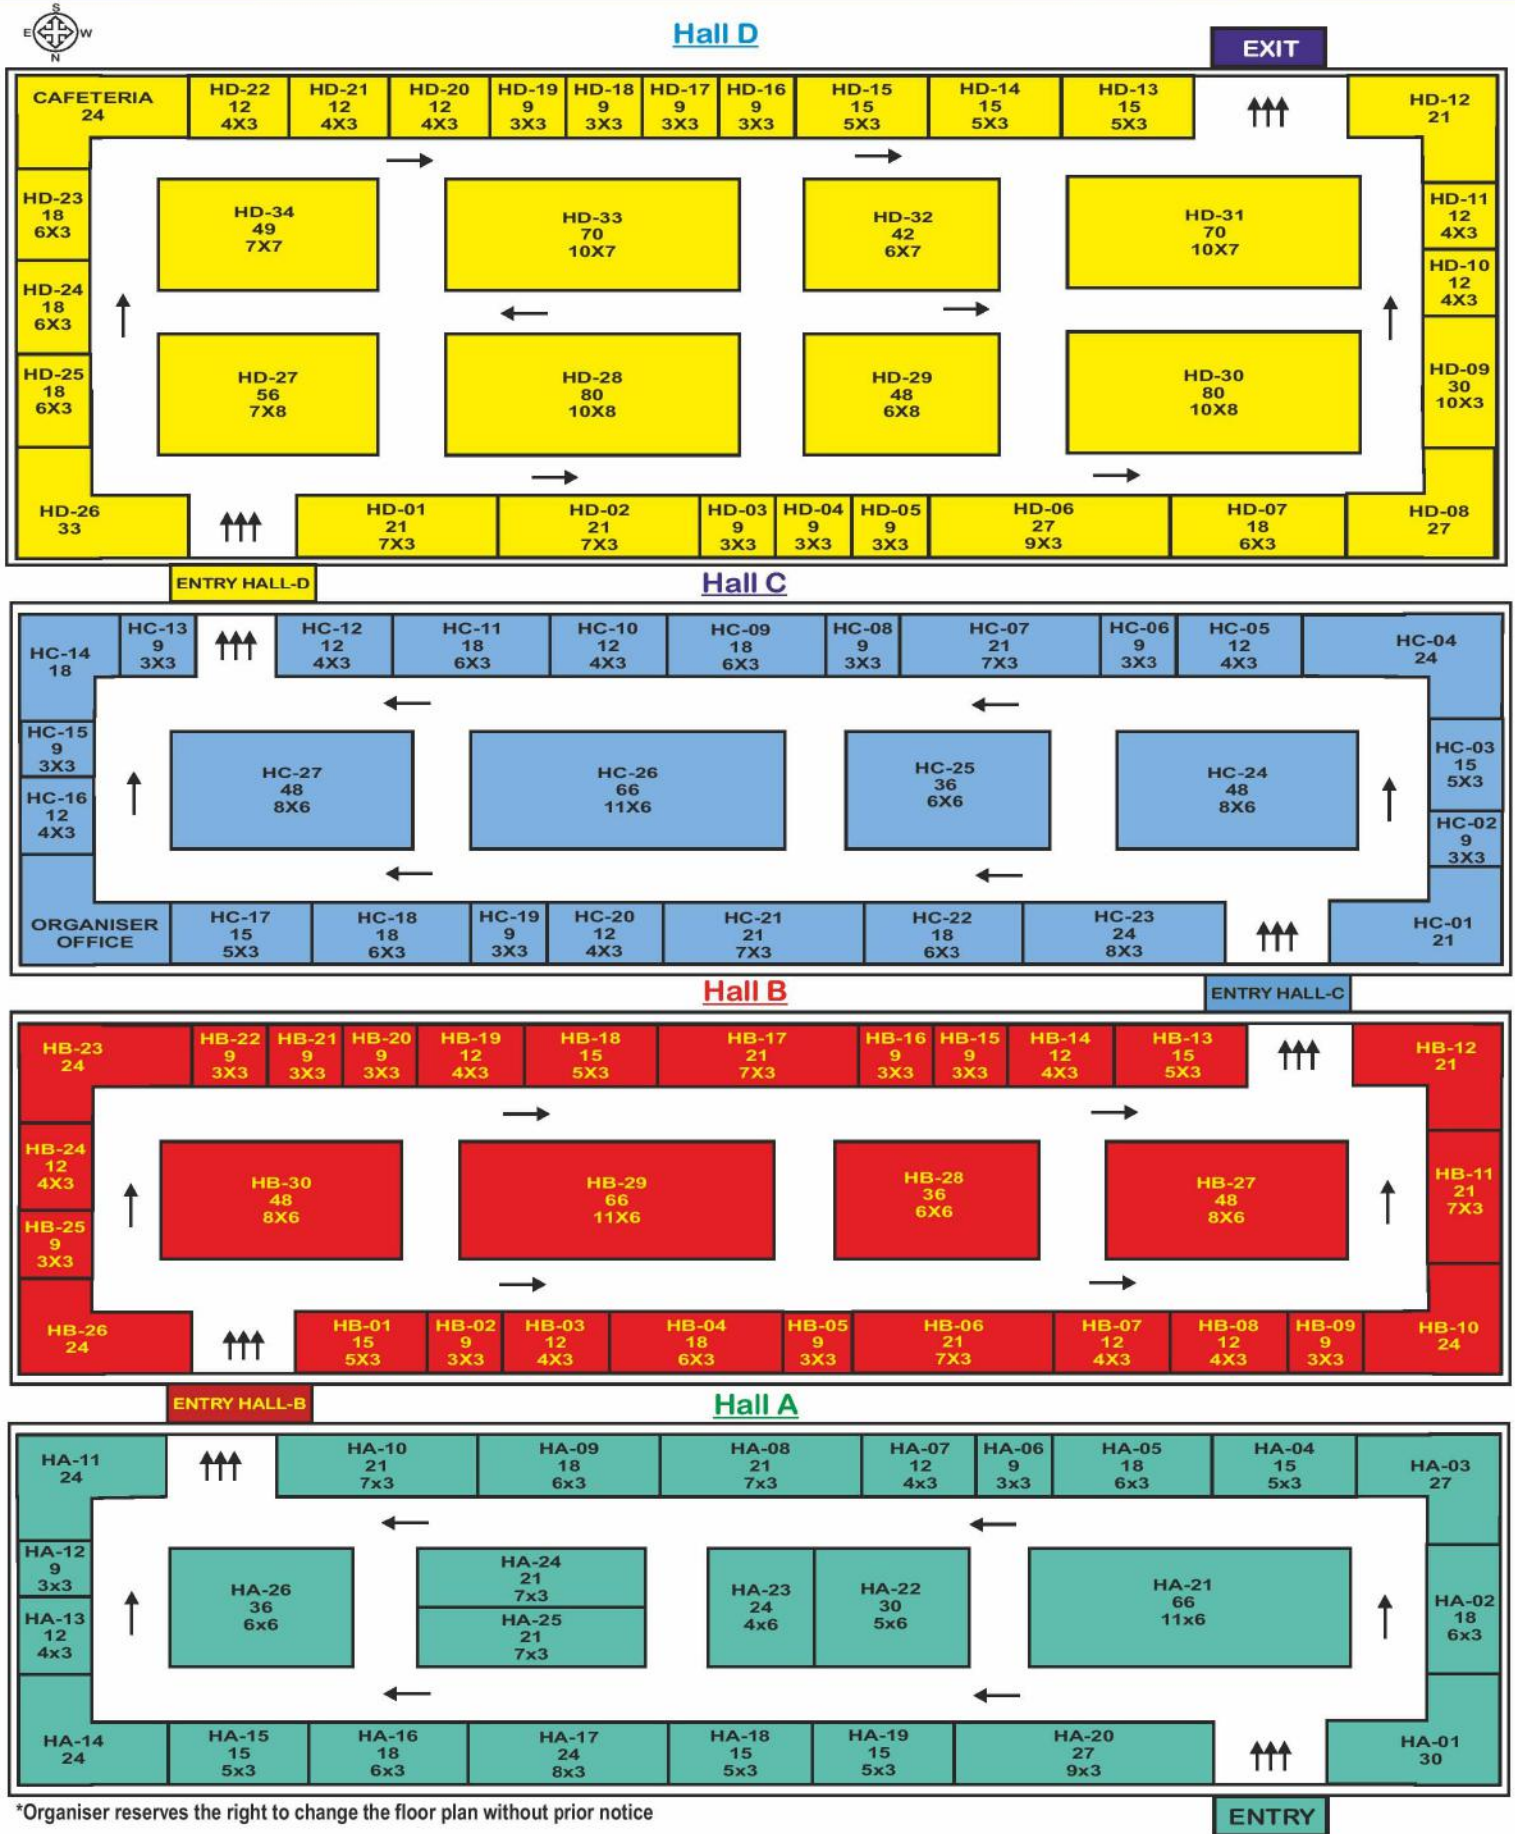 S
E
W
N
Hall D
EXIT
CAFETERIA
24
HD-22
12
4X3
HD-21
12
4X3
HD-20
12
4X3
HD-19
9
3X3
HD-18
9
3X3
HD-17
9
3X3
HD-16
9
3X3
HD-15
15
5X3
HD-14
15
5X3
HD-13
15
5X3
HD-12
21
HD-23
18
6X3
HD-34
49
7X7
HD-33
70
10X7
HD-32
42
6X7
HD-31
70
10X7
HD-11
12
4X3
HD-24
18
6X3
HD-10
12
4X3
HD-25
18
6X3
HD-27
56
7X8
HD-28
80
10X8
HD-29
48
6X8
HD-30
80
10X8
HD-09
30
10X3
HD-26
33
HD-01
21
7X3
HD-02
21
7X3
HD-03
9
3X3
HD-04
9
3X3
HD-05
9
3X3
HD-06
27
9X3
HD-07
18
6X3
HD-08
27
ENTRY HALL-D
Hall C
HC-14
18
HC-13
9
3X3
HC-12
12
4X3
HC-11
18
6X3
HC-10
12
4X3
HC-09
18
6X3
HC-08
9
3X3
HC-07
21
7X3
HC-06
9
3X3
HC-05
12
4X3
HC-04
24
HC-15
9
3X3
HC-27
48
8X6
HC-26
66
11X6
HC-25
36
6X6
HC-24
48
8X6
HC-03
15
5X3
HC-16
12
4X3
HC-02
9
3X3
ORGANISER
OFFICE
HC-17
15
5X3
HC-18
18
6X3
HC-19
9
3X3
HC-20
12
4X3
HC-21
21
7X3
HC-22
18
6X3
HC-23
24
8X3
HC-01
21
Hall B
ENTRY HALL-C
HB-23
24
HB-22
9
3X3
HB-21
9
3X3
HB-20
9
3X3
HB-19
12
4X3
HB-18
15
5X3
HB-17
21
7X3
HB-16
9
3X3
HB-15
9
3X3
HB-14
12
4X3
HB-13
15
5X3
HB-12
21
HB-24
12
4X3
HB-30
48
8X6
HB-29
66
11X6
HB-28
36
6X6
HB-27
48
8X6
HB-11
21
7X3
HB-25
9
3X3
HB-26
24
HB-01
15
5X3
HB-02
9
3X3
HB-03
12
4X3
HB-04
18
6X3
HB-05
9
3X3
HB-06
21
7X3
HB-07
12
4X3
HB-08
12
4X3
HB-09
9
3X3
HB-10
24
ENTRY HALL-B
Hall A
HA-11
24
HA-10
21
7x3
HA-09
18
6x3
HA-08
21
7x3
HA-07
12
4x3
HA-06
9
3x3
HA-05
18
6x3
HA-04
15
5x3
HA-03
27
HA-12
9
3x3
HA-26
36
6x6
HA-24
21
7x3
HA-25
21
7x3
HA-23
24
4x6
HA-22
30
5x6
HA-21
66
11x6
HA-02
18
6x3
HA-13
12
4x3
HA-14
24
HA-15
15
5x3
HA-16
18
6x3
HA-17
24
8x3
HA-18
15
5x3
HA-19
15
5x3
HA-20
27
9x3
HA-01
30
*Organiser reserves the right to change the floor plan without prior notice
ENTRY